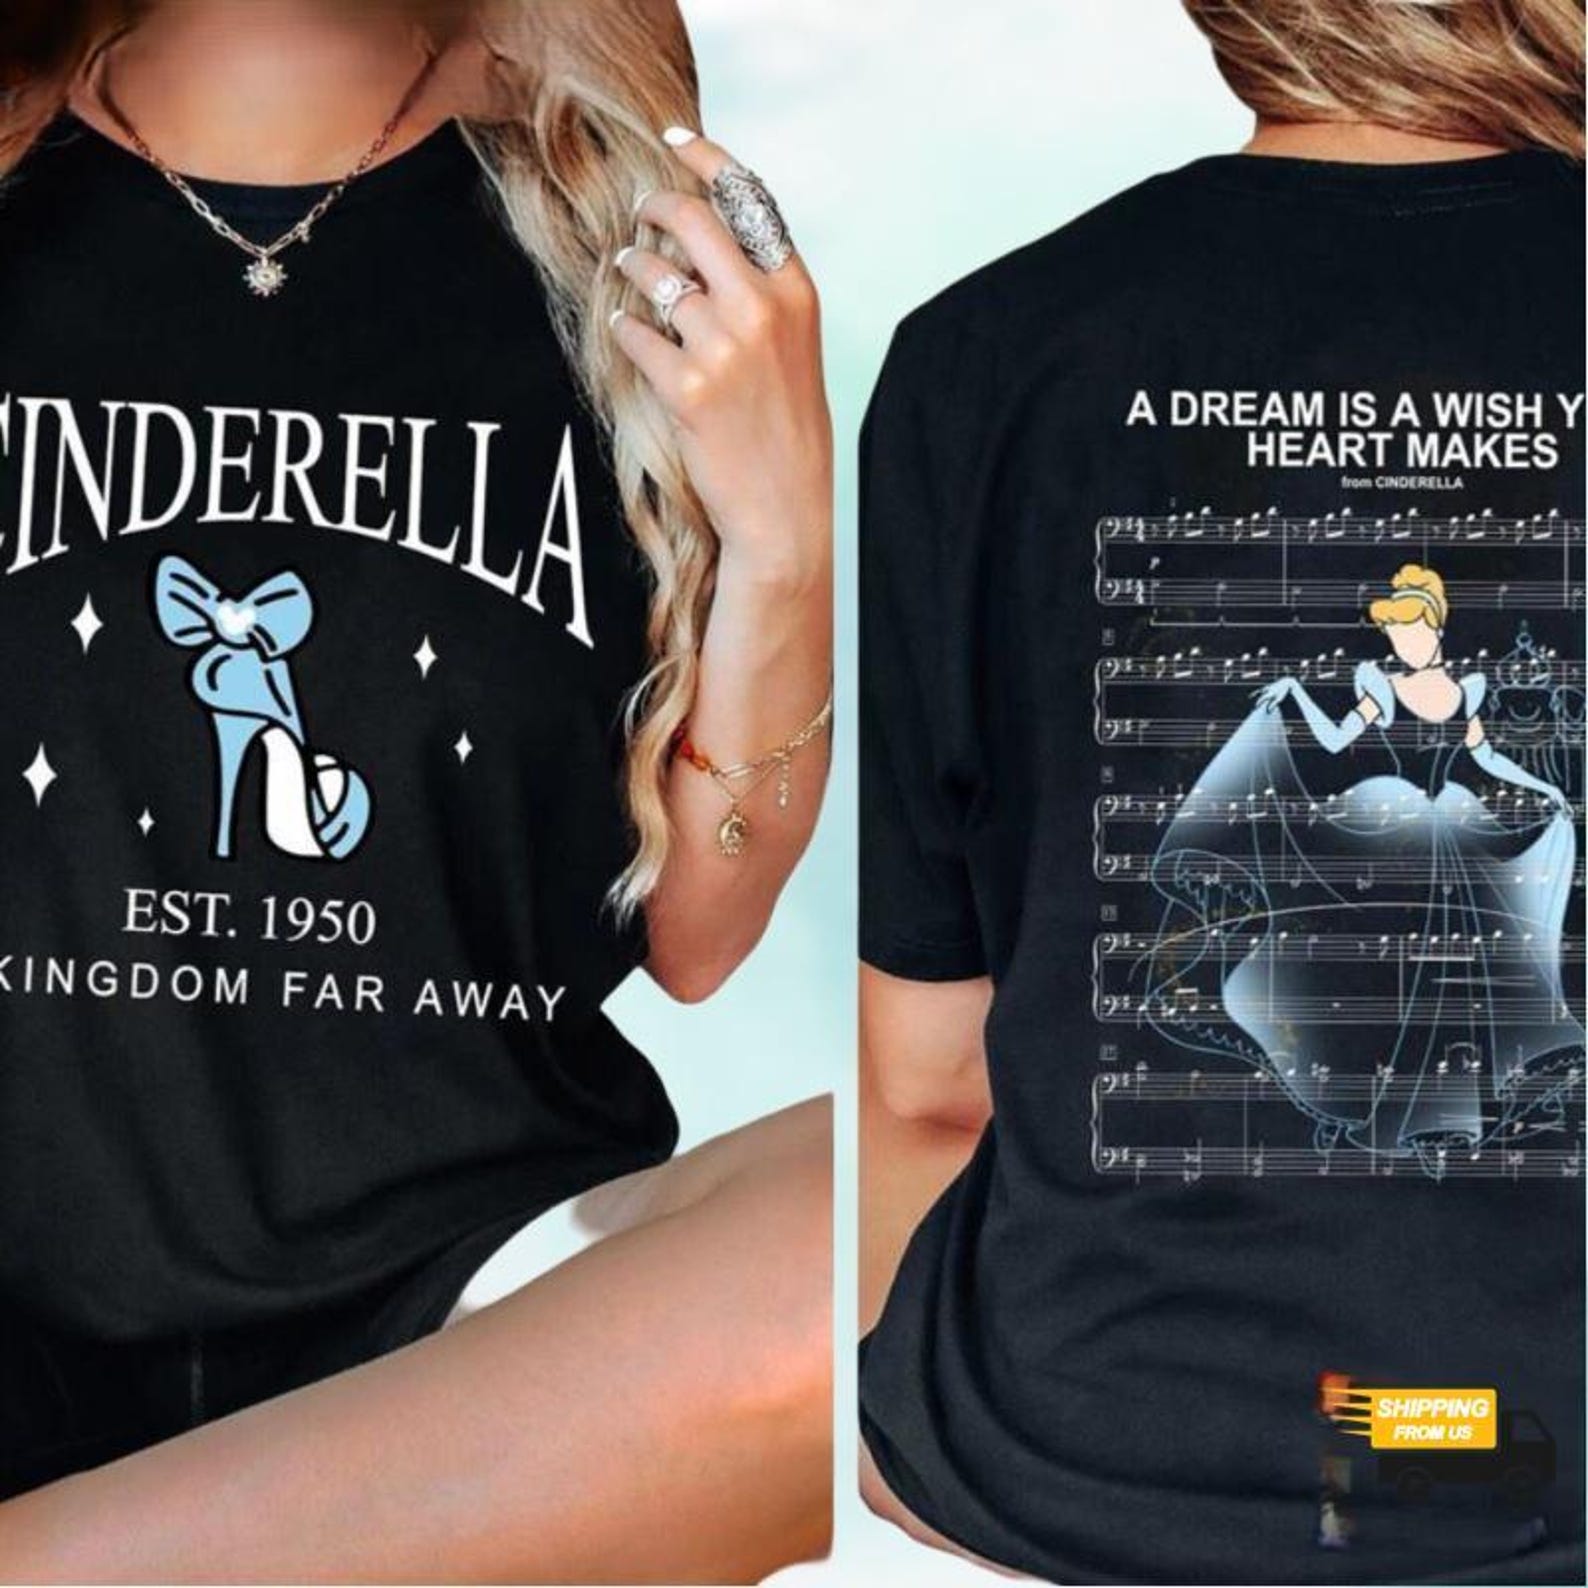 CINDERELLA
EST. 1950
KINGDOM FAR AWAY
A DREAM IS A WISH Y
HEART MAKES
from CINDERELLA
SHIPPING
FROM US